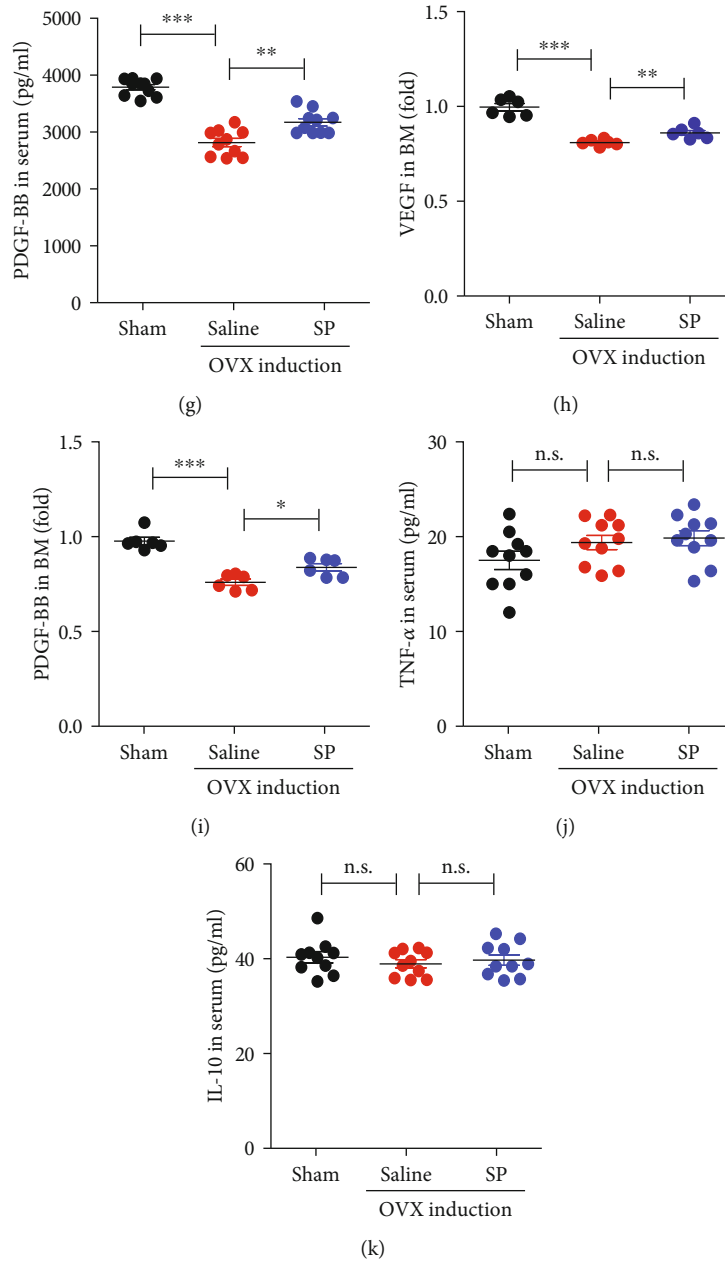 PDGF-BB in serum (pg/ml)
5000
4000
3000
2000
1000
0
***
**
Sham
Saline
SP
OVX induction
(g)
VEGF in BM (fold)
1.5
1.0
0.5
0.0
***
**
Sham
Saline
SP
OVX induction
(h)
PDGF-BB in BM (fold)
1.5
1.0
0.5
0.0
***
*
Sham
Saline
SP
OVX induction
(i)
TNF-α in serum (pg/ml)
30
20
10
0
n.s.
n.s.
Sham
Saline
SP
OVX induction
(j)
IL-10 in serum (pg/ml)
60
40
20
0
n.s.
n.s.
Sham
Saline
SP
OVX induction
(k)